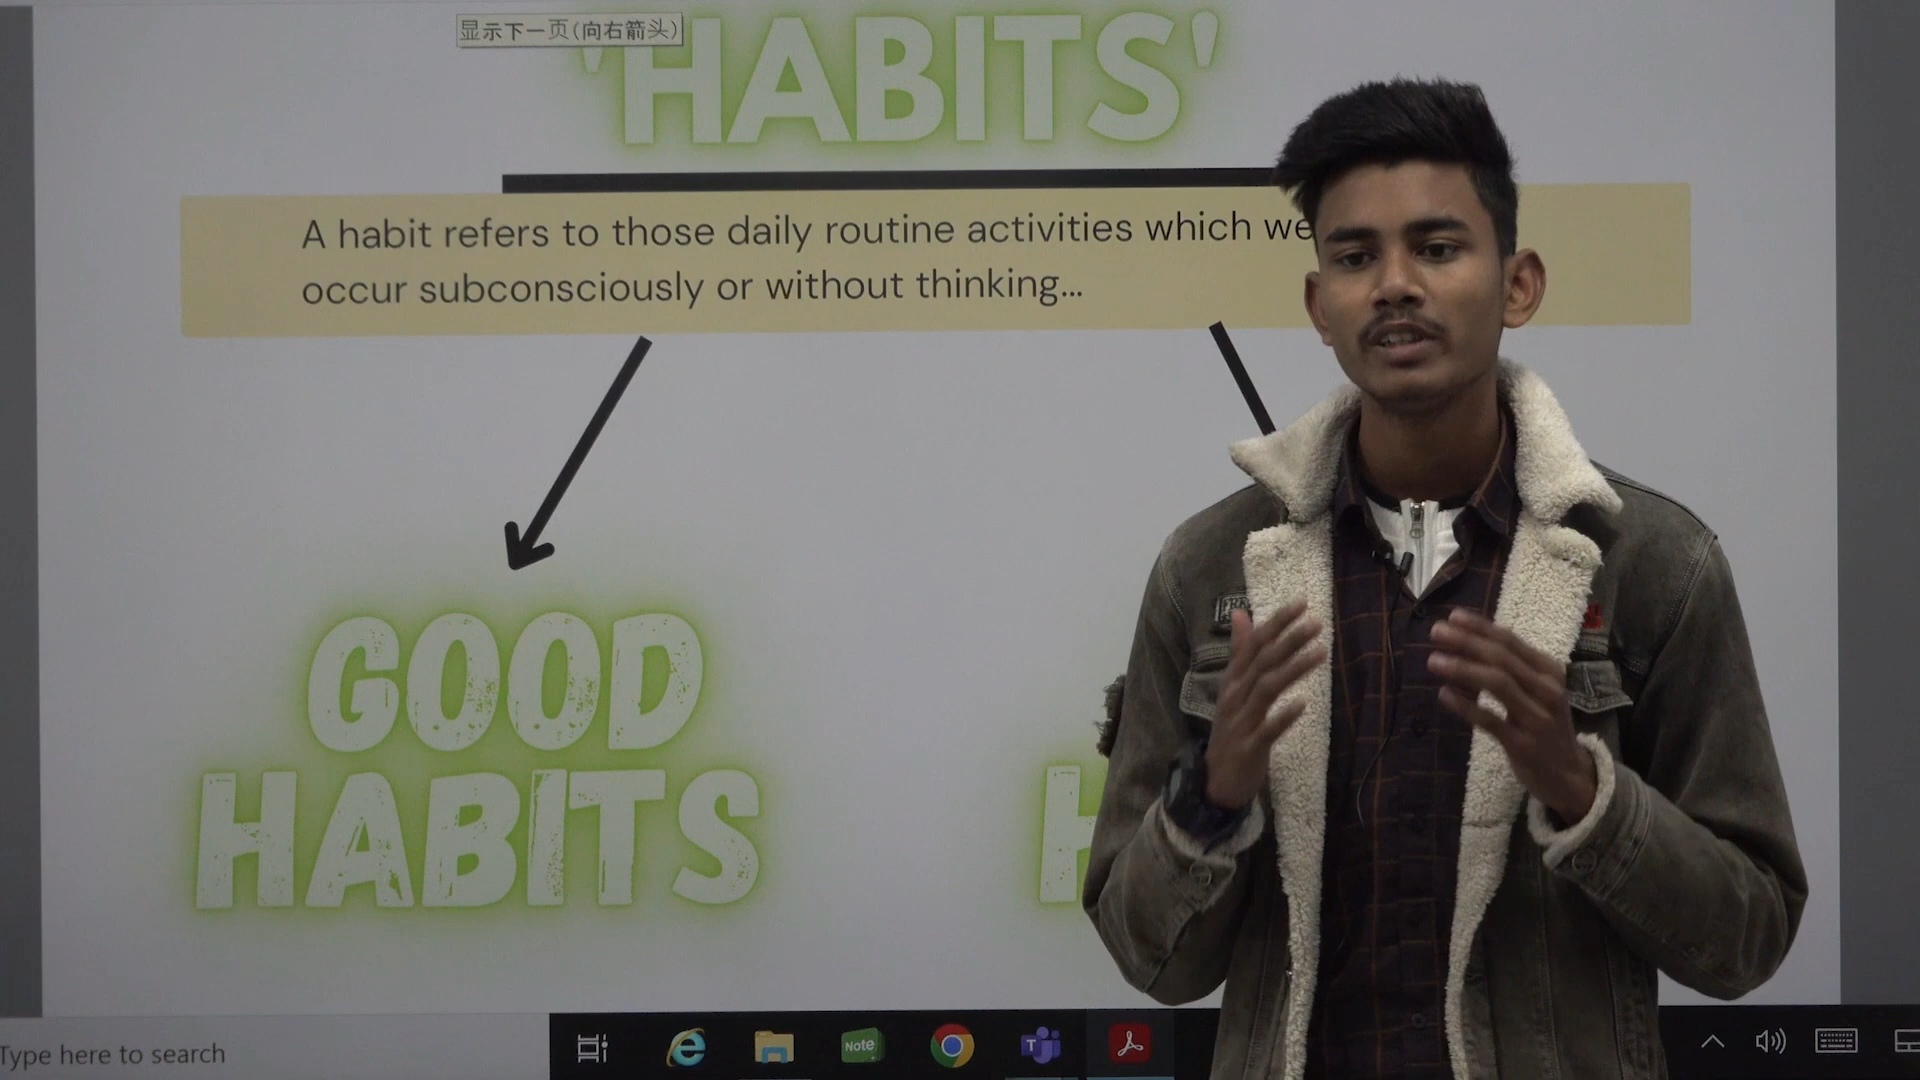 显示下一页(向右箭头)
'HABITS'
A habit refers to those daily routine activities which we
occur subconsciously or without thinking...
GOOD
HABITS
H
Type here to search
Note
T